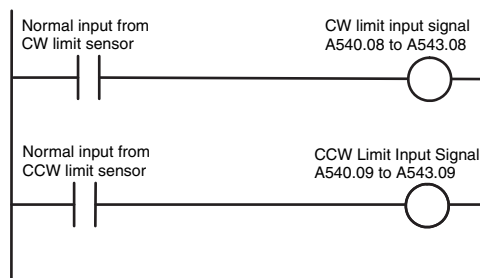 Normal input from
CW limit sensor
CW limit input signal
A540.08 to A543.08
Normal input from
CCW limit sensor
CCW Limit Input Signal
A540.09 to A543.09